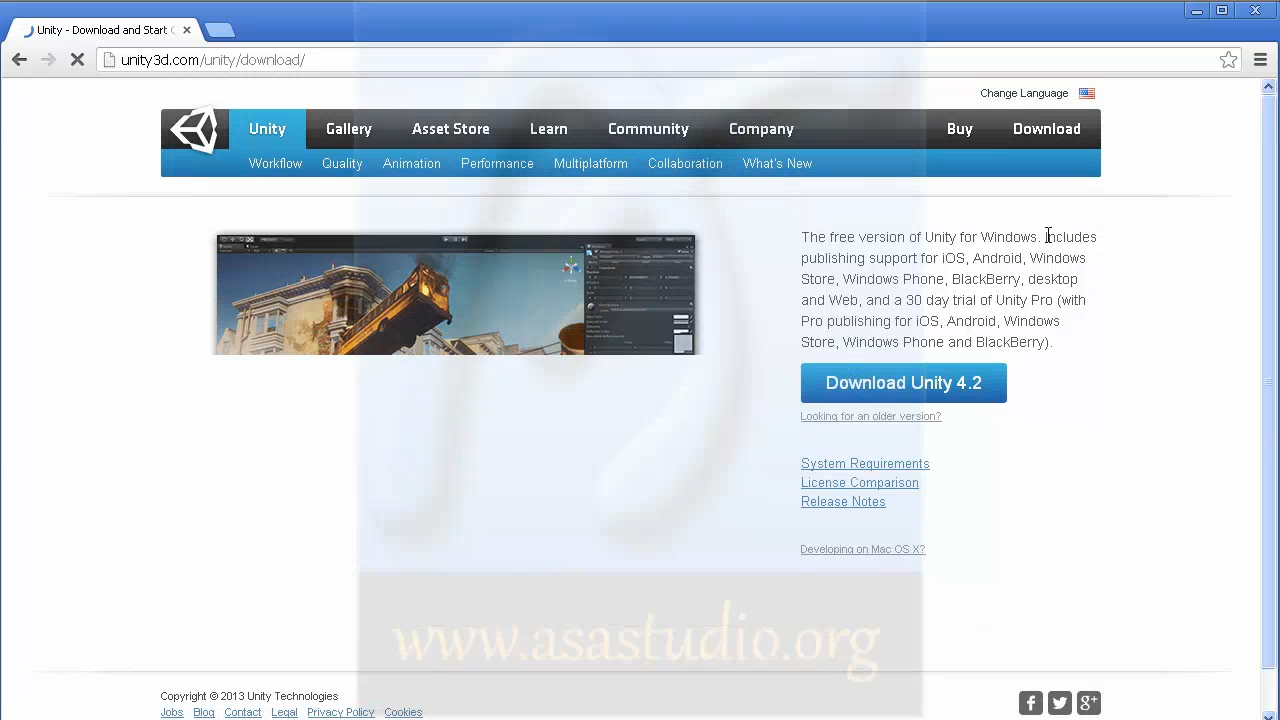 Unity - Download and Start
unity3d.com/unity/download/
Change Language
Unity Gallery Asset Store Learn Community Company Buy Download
Workflow Quality Animation Performance Multiplatform Collaboration What's New
The free version of Unity for Windows includes
publishing support for iOS, Android, Windows
Store, Windows Phone, BlackBerry, Desktop
and Web, and a 30 day trial of Unity Pro with
Pro publishing for iOS, Android, Windows
Store, Windows Phone and BlackBerry).
Download Unity 4.2
Looking for an older version?
System Requirements
License Comparison
Release Notes
Developing on Mac OS X?
www.asastudio.org
Copyright © 2013 Unity Technologies
Jobs Blog Contact Legal Privacy Policy Cookies